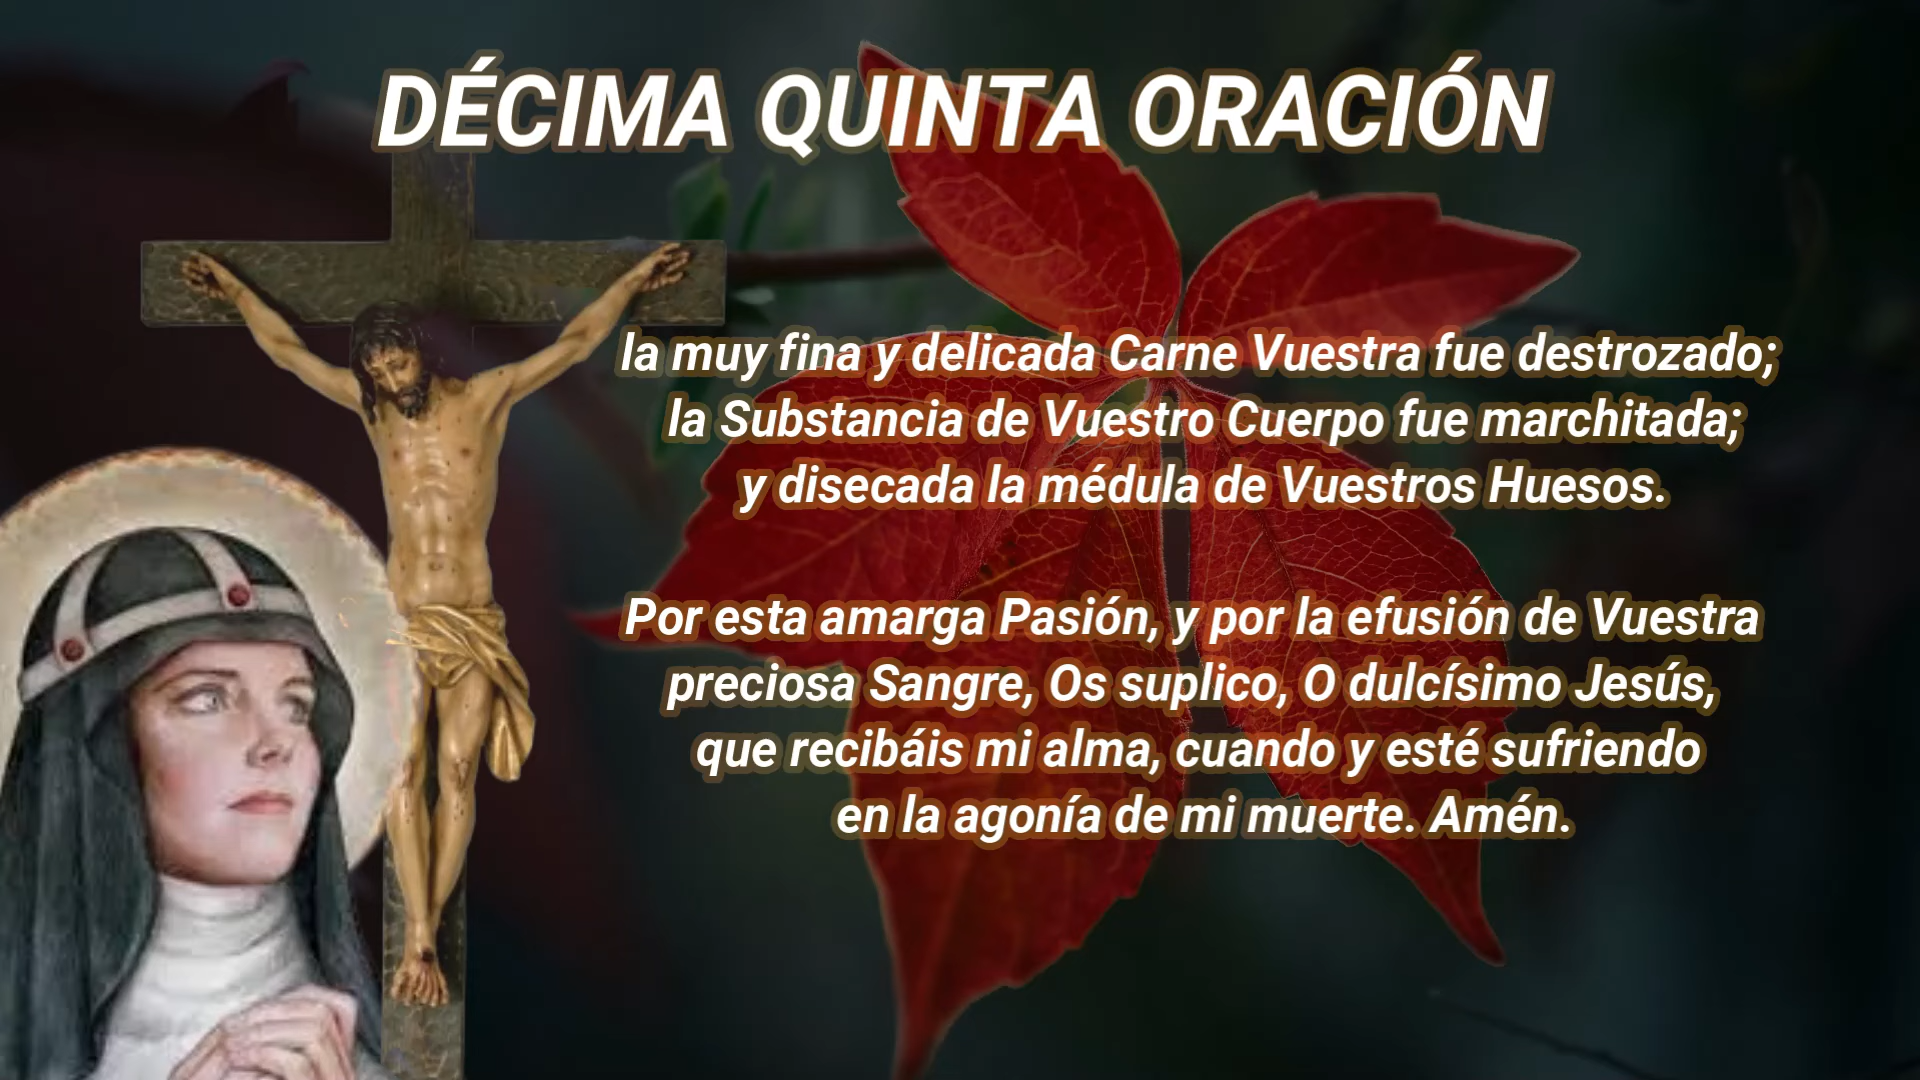 DÉCIMA QUINTA ORACIÓN
la muy fina y delicada Carne Vuestra fue destrozado;
la Substancia de Vuestro Cuerpo fue marchitada;
y disecada la médula de Vuestros Huesos.
Por esta amarga Pasión, y por la efusión de Vuestra
preciosa Sangre, Os suplico, O dulcísimo Jesús,
que recibáis mi alma, cuando y esté sufriendo
en la agonía de mi muerte. Amén.